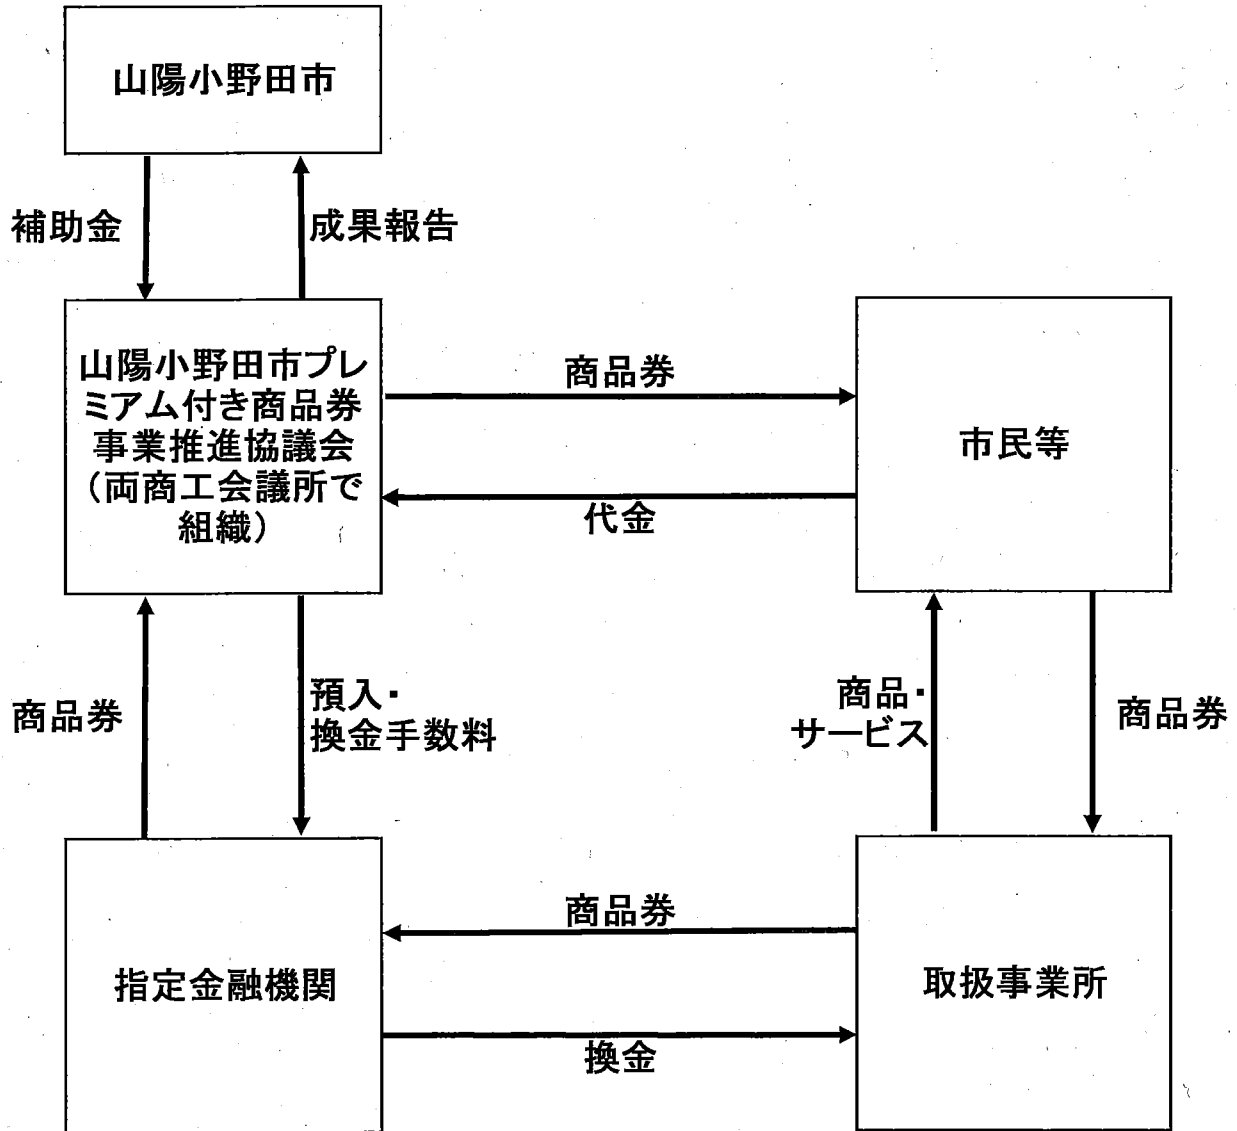 山陽小野田市
補助金
成果報告
山陽小野田市プレ
ミアム付き商品券
事業推進協議会
（両商工会議所で
組織）
商品券
市民等
代金
商品券
預入・
換金手数料
商品・
サービス
商品券
指定金融機関
商品券
取扱事業所
換金